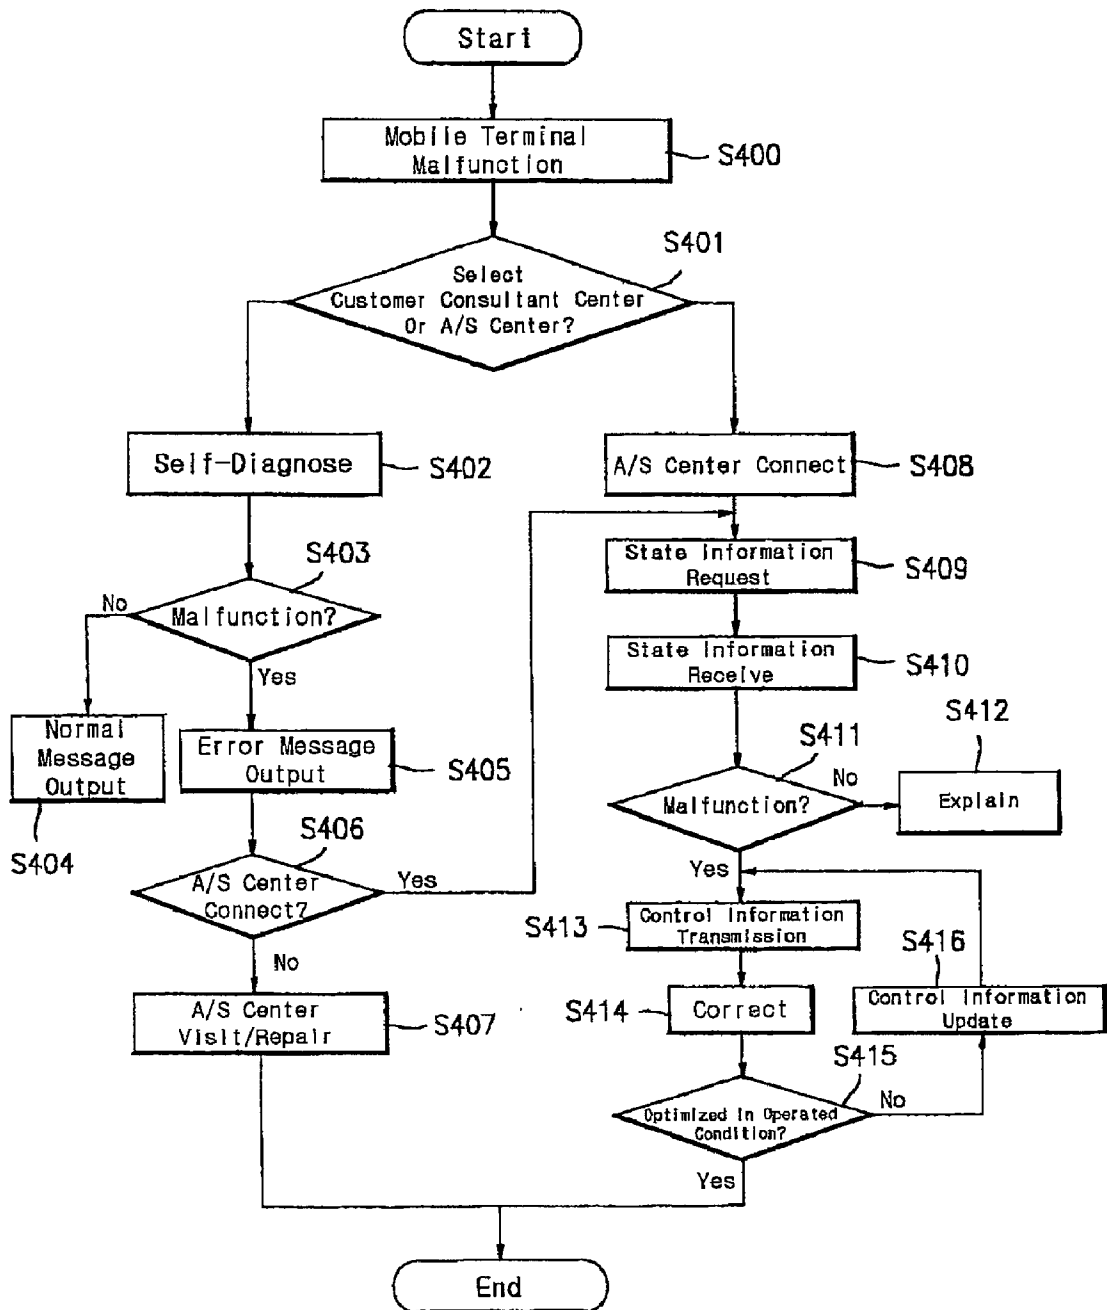 Start
Mobile Terminal
Malfunction
S400
S401
Select
Customer Consultant Center
Or A/S Center?
Self-Diagnose
S402
A/S Center Connect
S408
S403
State Information
Request
S409
No
Malfunction?
Yes
State Information
Receive
S410
Normal
Message
Output
S404
Error Message
Output
S405
S411
S412
No
Malfunction?
Explain
Yes
S406
A/S Center
Connect?
Yes
No
S413
Control Information
Transmission
S416
A/S Center
Visit/Repair
S407
S414
Correct
Control Information
Update
S415
Optimized in Operated
Condition?
No
Yes
End